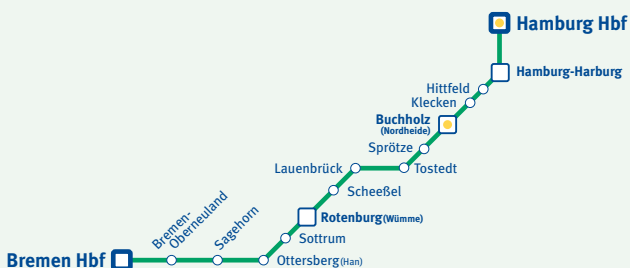 Hamburg Hbf
Hamburg-Harburg
Hittfeld
Klecken
Buchholz
(Nordheide)
Sprötze
Lauenbrück
Tostedt
Scheeßel
Rotenburg(Wümme)
Bremen-
Oberneuland
Sagehorn
Sottrum
Bremen Hbf
Ottersberg(Han)